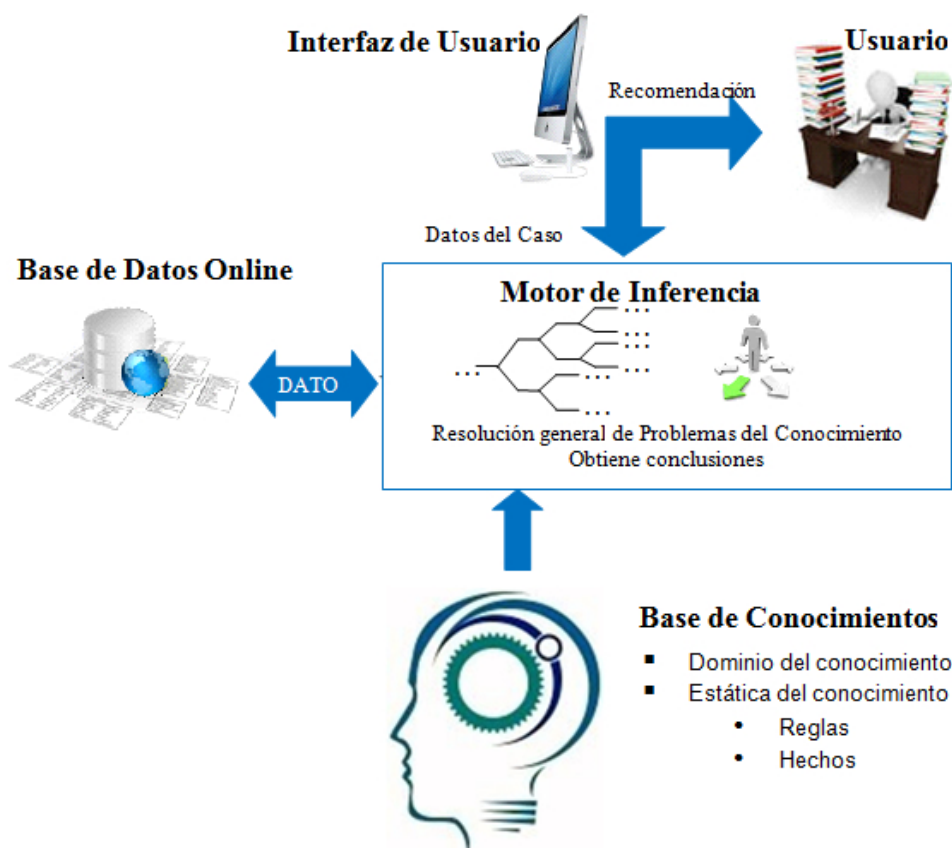 Interfaz de Usuario
Usuario
Recomendación
Datos del Caso
Base de Datos Online
DATO
Motor de Inferencia
Resolución general de Problemas del Conocimiento
Obtiene conclusiones
Base de Conocimientos
▪ Dominio del conocimiento
▪ Estática del conocimiento
• Reglas
• Hechos